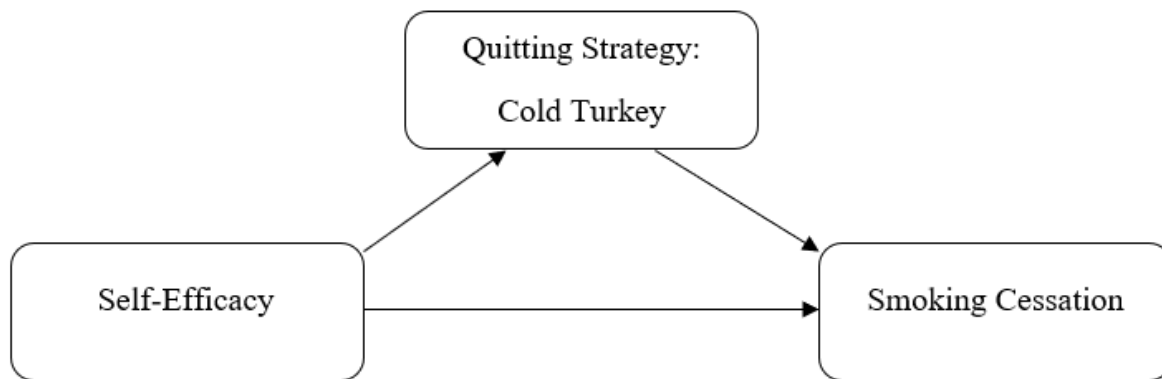 Quitting Strategy:
Cold Turkey
Self-Efficacy
Smoking Cessation